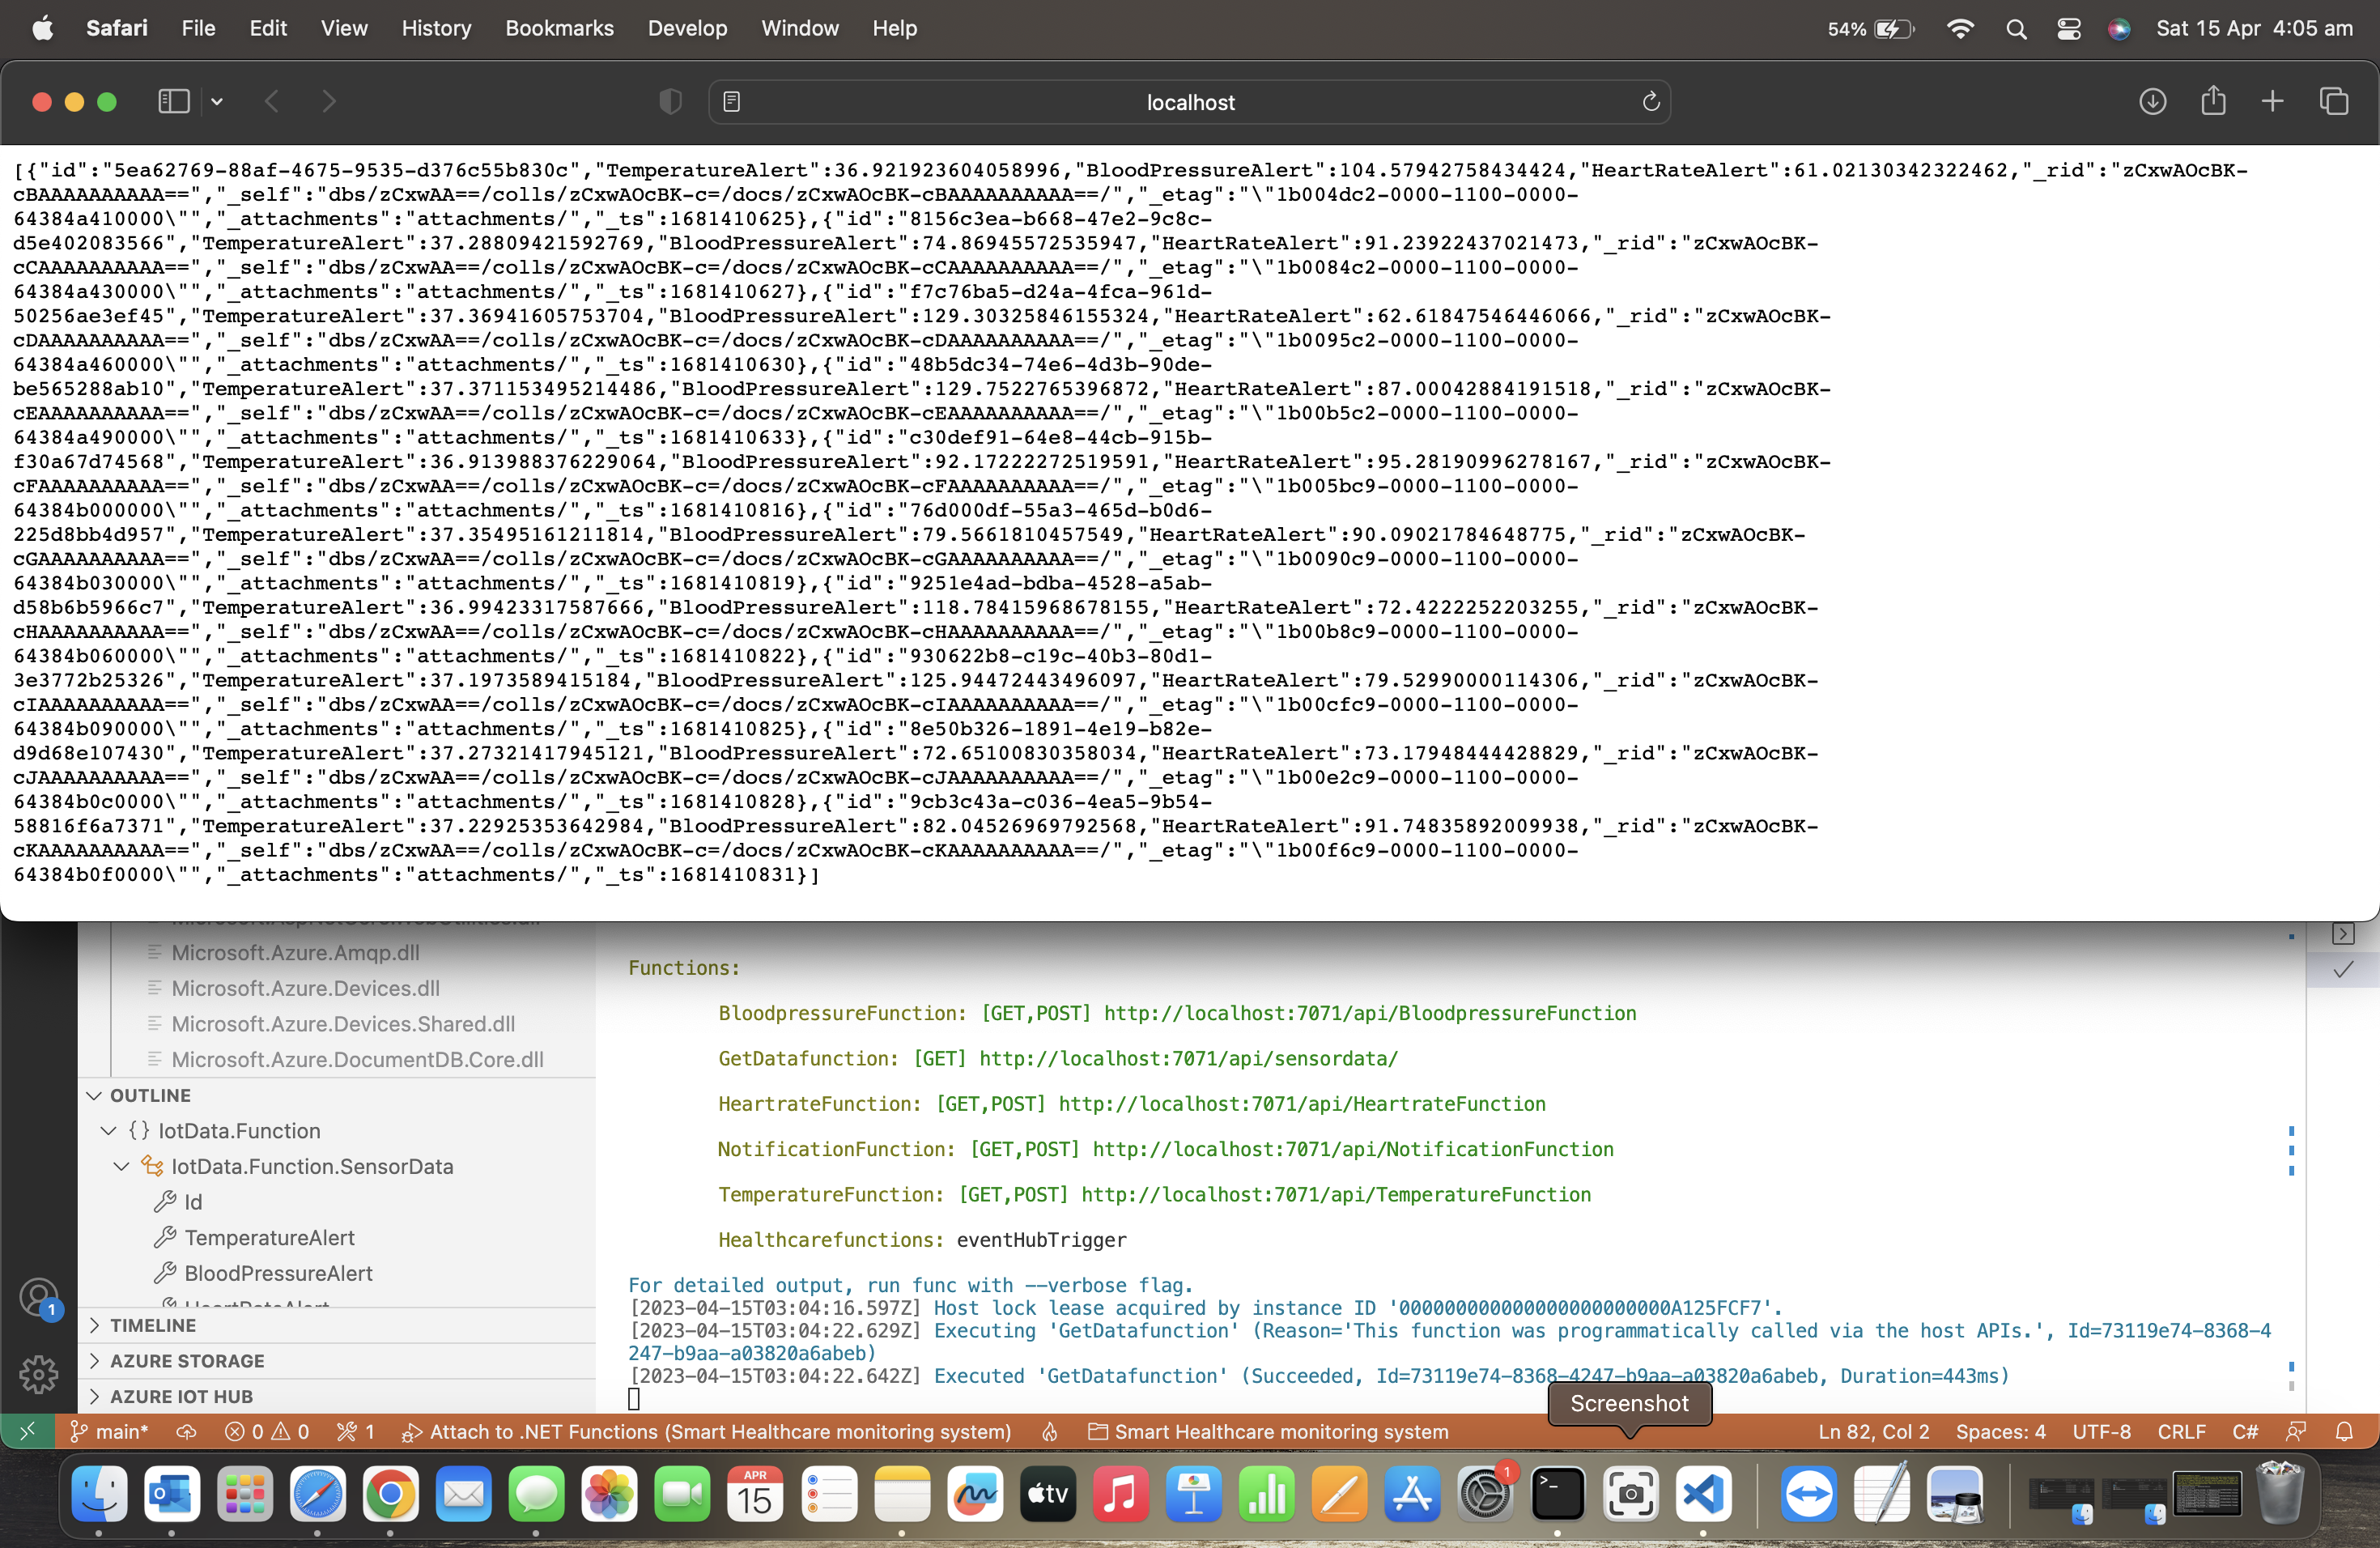 Safari File Edit View History Bookmarks Develop Window Help 54% Sat 15 Apr 4:05 am
localhost
[{"id":"5ea62769-88af-4675-9535-d376c55b830c","TemperatureAlert":36.921923604058996,"BloodPressureAlert":104.57942758434424,"HeartRateAlert":61.02130342322462,"_rid":"zCxwAOcBK-
cBAAAAAAAAAA==","_self":"dbs/zCxwAA==/colls/zCxwAOcBK-c=/docs/zCxwAOcBK-cBAAAAAAAAAA==/","_etag":"\"1b004dc2-0000-1100-0000-
64384a410000\"","_attachments":"attachments/","_ts":1681410625},{"id":"8156c3ea-b668-47e2-9c8c-
d5e402083566","TemperatureAlert":37.28809421592769,"BloodPressureAlert":74.86945572535947,"HeartRateAlert":91.23922437021473,"_rid":"zCxwAOcBK-
cCAAAAAAAAAA==","_self":"dbs/zCxwAA==/colls/zCxwAOcBK-c=/docs/zCxwAOcBK-cCAAAAAAAAAA==/","_etag":"\"1b0084c2-0000-1100-0000-
64384a430000\"","_attachments":"attachments/","_ts":1681410627},{"id":"f7c76ba5-d24a-4fca-961d-
50256ae3ef45","TemperatureAlert":37.36941605753704,"BloodPressureAlert":129.30325846155324,"HeartRateAlert":62.61847546446066,"_rid":"zCxwAOcBK-
cDAAAAAAAAAA==","_self":"dbs/zCxwAA==/colls/zCxwAOcBK-c=/docs/zCxwAOcBK-cDAAAAAAAAAA==/","_etag":"\"1b0095c2-0000-1100-0000-
64384a460000\"","_attachments":"attachments/","_ts":1681410630},{"id":"48b5dc34-74e6-4d3b-90de-
be565288ab10","TemperatureAlert":37.371153495214486,"BloodPressureAlert":129.7522765396872,"HeartRateAlert":87.00042884191518,"_rid":"zCxwAOcBK-
cEAAAAAAAAAA==","_self":"dbs/zCxwAA==/colls/zCxwAOcBK-c=/docs/zCxwAOcBK-cEAAAAAAAAAA==/","_etag":"\"1b00b5c2-0000-1100-0000-
64384a490000\"","_attachments":"attachments/","_ts":1681410633},{"id":"c30def91-64e8-44cb-915b-
f30a67d74568","TemperatureAlert":36.913988376229064,"BloodPressureAlert":92.17222272519591,"HeartRateAlert":95.28190996278167,"_rid":"zCxwAOcBK-
cFAAAAAAAAAA==","_self":"dbs/zCxwAA==/colls/zCxwAOcBK-c=/docs/zCxwAOcBK-cFAAAAAAAAAA==/","_etag":"\"1b005bc9-0000-1100-0000-
64384b000000\"","_attachments":"attachments/","_ts":1681410816},{"id":"76d000df-55a3-465d-b0d6-
225d8bb4d957","TemperatureAlert":37.35495161211814,"BloodPressureAlert":79.5661810457549,"HeartRateAlert":90.09021784648775,"_rid":"zCxwAOcBK-
cGAAAAAAAAAA==","_self":"dbs/zCxwAA==/colls/zCxwAOcBK-c=/docs/zCxwAOcBK-cGAAAAAAAAAA==/","_etag":"\"1b0090c9-0000-1100-0000-
64384b030000\"","_attachments":"attachments/","_ts":1681410819},{"id":"9251e4ad-bdba-4528-a5ab-
d58b6b5966c7","TemperatureAlert":36.99423317587666,"BloodPressureAlert":118.78415968678155,"HeartRateAlert":72.4222252203255,"_rid":"zCxwAOcBK-
cHAAAAAAAAAA==","_self":"dbs/zCxwAA==/colls/zCxwAOcBK-c=/docs/zCxwAOcBK-cHAAAAAAAAAA==/","_etag":"\"1b00b8c9-0000-1100-0000-
64384b060000\"","_attachments":"attachments/","_ts":1681410822},{"id":"930622b8-c19c-40b3-80d1-
3e3772b25326","TemperatureAlert":37.1973589415184,"BloodPressureAlert":125.94472443496097,"HeartRateAlert":79.52990000114306,"_rid":"zCxwAOcBK-
cIAAAAAAAAAA==","_self":"dbs/zCxwAA==/colls/zCxwAOcBK-c=/docs/zCxwAOcBK-cIAAAAAAAAAA==/","_etag":"\"1b00cfc9-0000-1100-0000-
64384b090000\"","_attachments":"attachments/","_ts":1681410825},{"id":"8e50b326-1891-4e19-b82e-
d9d68e107430","TemperatureAlert":37.27321417945121,"BloodPressureAlert":72.65100830358034,"HeartRateAlert":73.17948444428829,"_rid":"zCxwAOcBK-
cJAAAAAAAAAA==","_self":"dbs/zCxwAA==/colls/zCxwAOcBK-c=/docs/zCxwAOcBK-cJAAAAAAAAAA==/","_etag":"\"1b00e2c9-0000-1100-0000-
64384b0c0000\"","_attachments":"attachments/","_ts":1681410828},{"id":"9cb3c43a-c036-4ea5-9b54-
58816f6a7371","TemperatureAlert":37.22925353642984,"BloodPressureAlert":82.04526969792568,"HeartRateAlert":91.74835892009938,"_rid":"zCxwAOcBK-
cKAAAAAAAAAA==","_self":"dbs/zCxwAA==/colls/zCxwAOcBK-c=/docs/zCxwAOcBK-cKAAAAAAAAAA==/","_etag":"\"1b00f6c9-0000-1100-0000-
64384b0f0000\"","_attachments":"attachments/","_ts":1681410831}]
Microsoft.Azure.Amqp.dll
Microsoft.Azure.Devices.dll
Microsoft.Azure.Devices.Shared.dll
Microsoft.Azure.DocumentDB.Core.dll
OUTLINE
{} IotData.Function
IotData.Function.SensorData
Id
TemperatureAlert
BloodPressureAlert
HeartRateAlert
TIMELINE
AZURE STORAGE
AZURE IOT HUB
1
Functions:
BloodpressureFunction: [GET,POST] http://localhost:7071/api/BloodpressureFunction
GetDatafunction: [GET] http://localhost:7071/api/sensordata/
HeartrateFunction: [GET,POST] http://localhost:7071/api/HeartrateFunction
NotificationFunction: [GET,POST] http://localhost:7071/api/NotificationFunction
TemperatureFunction: [GET,POST] http://localhost:7071/api/TemperatureFunction
Healthcarefunctions: eventHubTrigger
For detailed output, run func with --verbose flag.
[2023-04-15T03:04:16.597Z] Host lock lease acquired by instance ID '000000000000000000000000A125FCF7'.
[2023-04-15T03:04:22.629Z] Executing 'GetDatafunction' (Reason='This function was programmatically called via the host APIs.', Id=73119e74-8368-4
247-b9aa-a03820a6abeb)
[2023-04-15T03:04:22.642Z] Executed 'GetDatafunction' (Succeeded, Id=73119e74-8368-4247-b9aa-a03820a6abeb, Duration=443ms)
Screenshot
main* 0 0 1 Attach to .NET Functions (Smart Healthcare monitoring system) Smart Healthcare monitoring system Ln 82, Col 2 Spaces: 4 UTF-8 CRLF C#
APR
15
tv
1